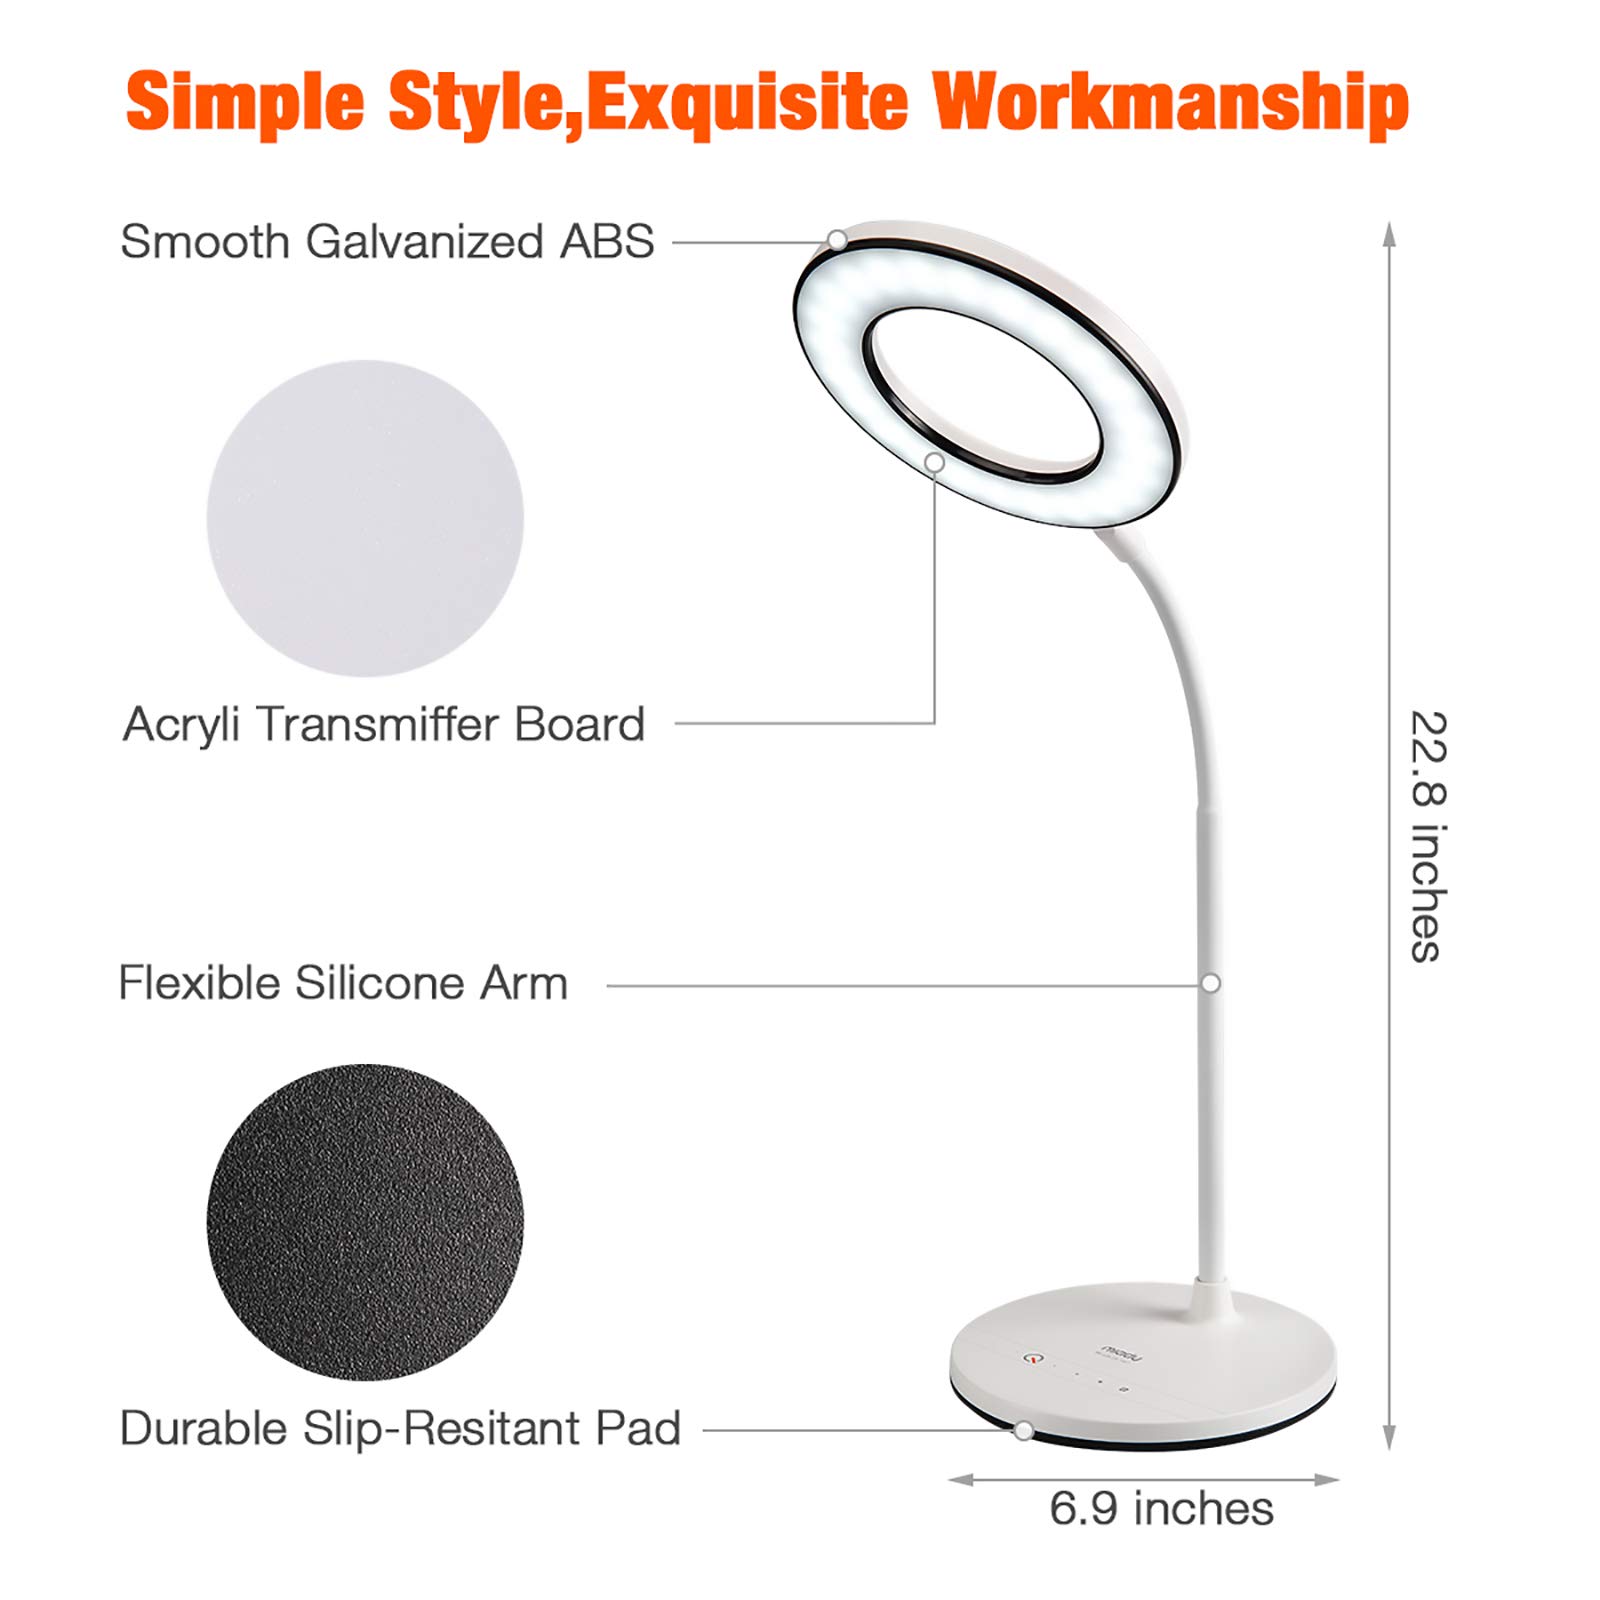 Simple Style,Exquisite Workmanship
Smooth Galvanized ABS
Acryli Transmiffer Board
22.8 inches
Flexible Silicone Arm
Durable Slip-Resitant Pad
6.9 inches